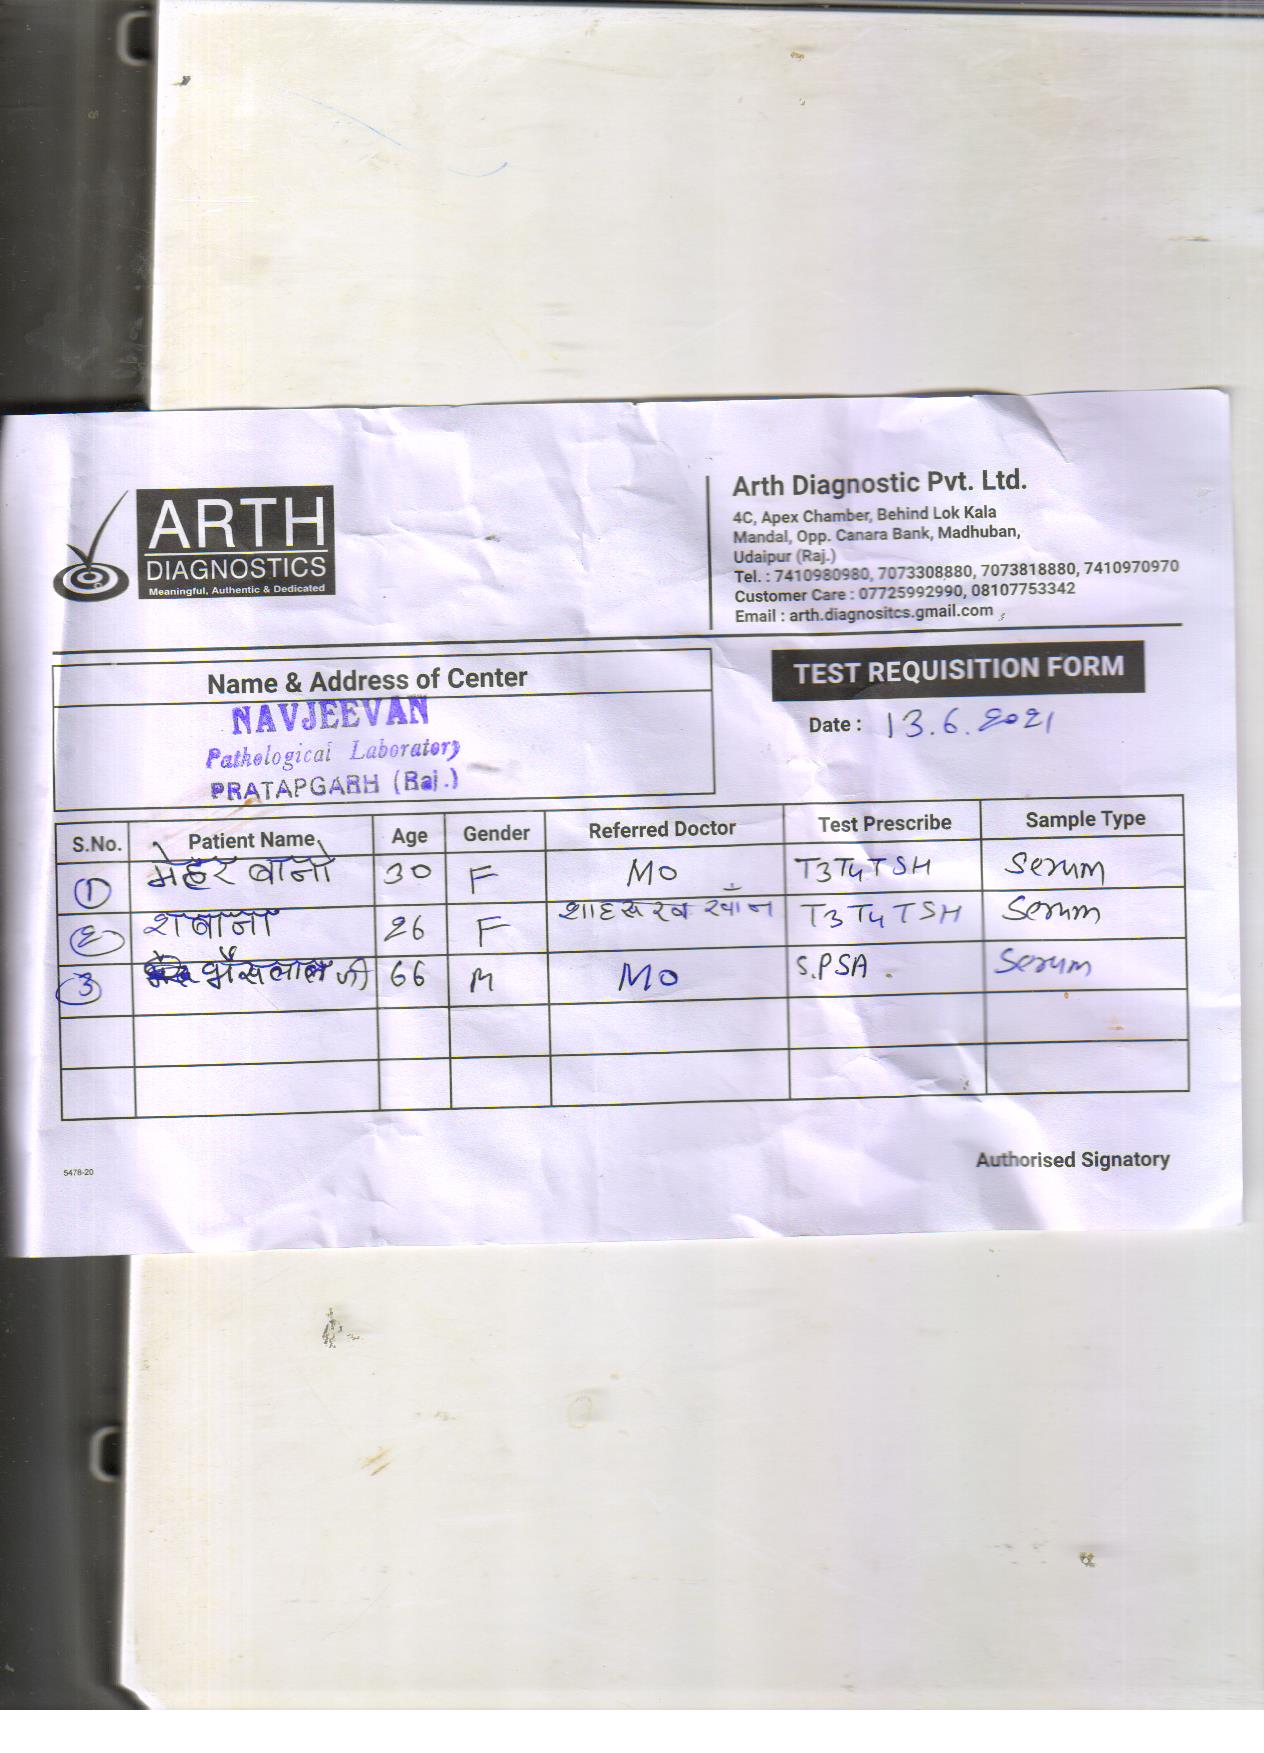 ARTH
DIAGNOSTICS
Meaningful, Authentic & Dedicated
Arth Diagnostic Pvt. Ltd.
4C, Apex Chamber, Behind Lok Kala
Mandal, Opp. Canara Bank, Madhuban,
Udaipur (Raj.)
Tel. : 7410980980, 7073308880, 7073818880, 7410970970
Customer Care : 07725992990, 08107753342
Email : arth.diagnositcs.gmail.com
Name & Address of Center
NAVJEEVAN
Pathological Laboratory
PRATAPGARH (Raj.)
TEST REQUISITION FORM
Date : 13.6.2021
S.No. Patient Name Age Gender Referred Doctor Test Prescribe Sample Type
1 मेहर बानो 30 F MO T3T4TSH Serum
2 शबाना 26 F शाहरूख खाँन T3T4TSH Serum
3 जी 66 M MO S.PSA. Serum
5478-20
Authorised Signatory